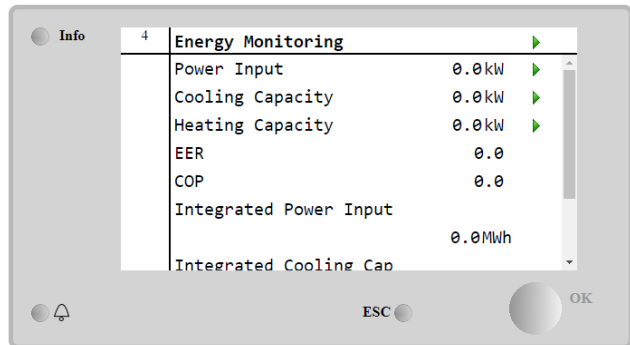 Info
4 Energy Monitoring
Power Input 0.0kW
Cooling Capacity 0.0kW
Heating Capacity 0.0kW
EER 0.0
COP 0.0
Integrated Power Input
0.0MWh
Integrated Cooling Cap
ESC
OK